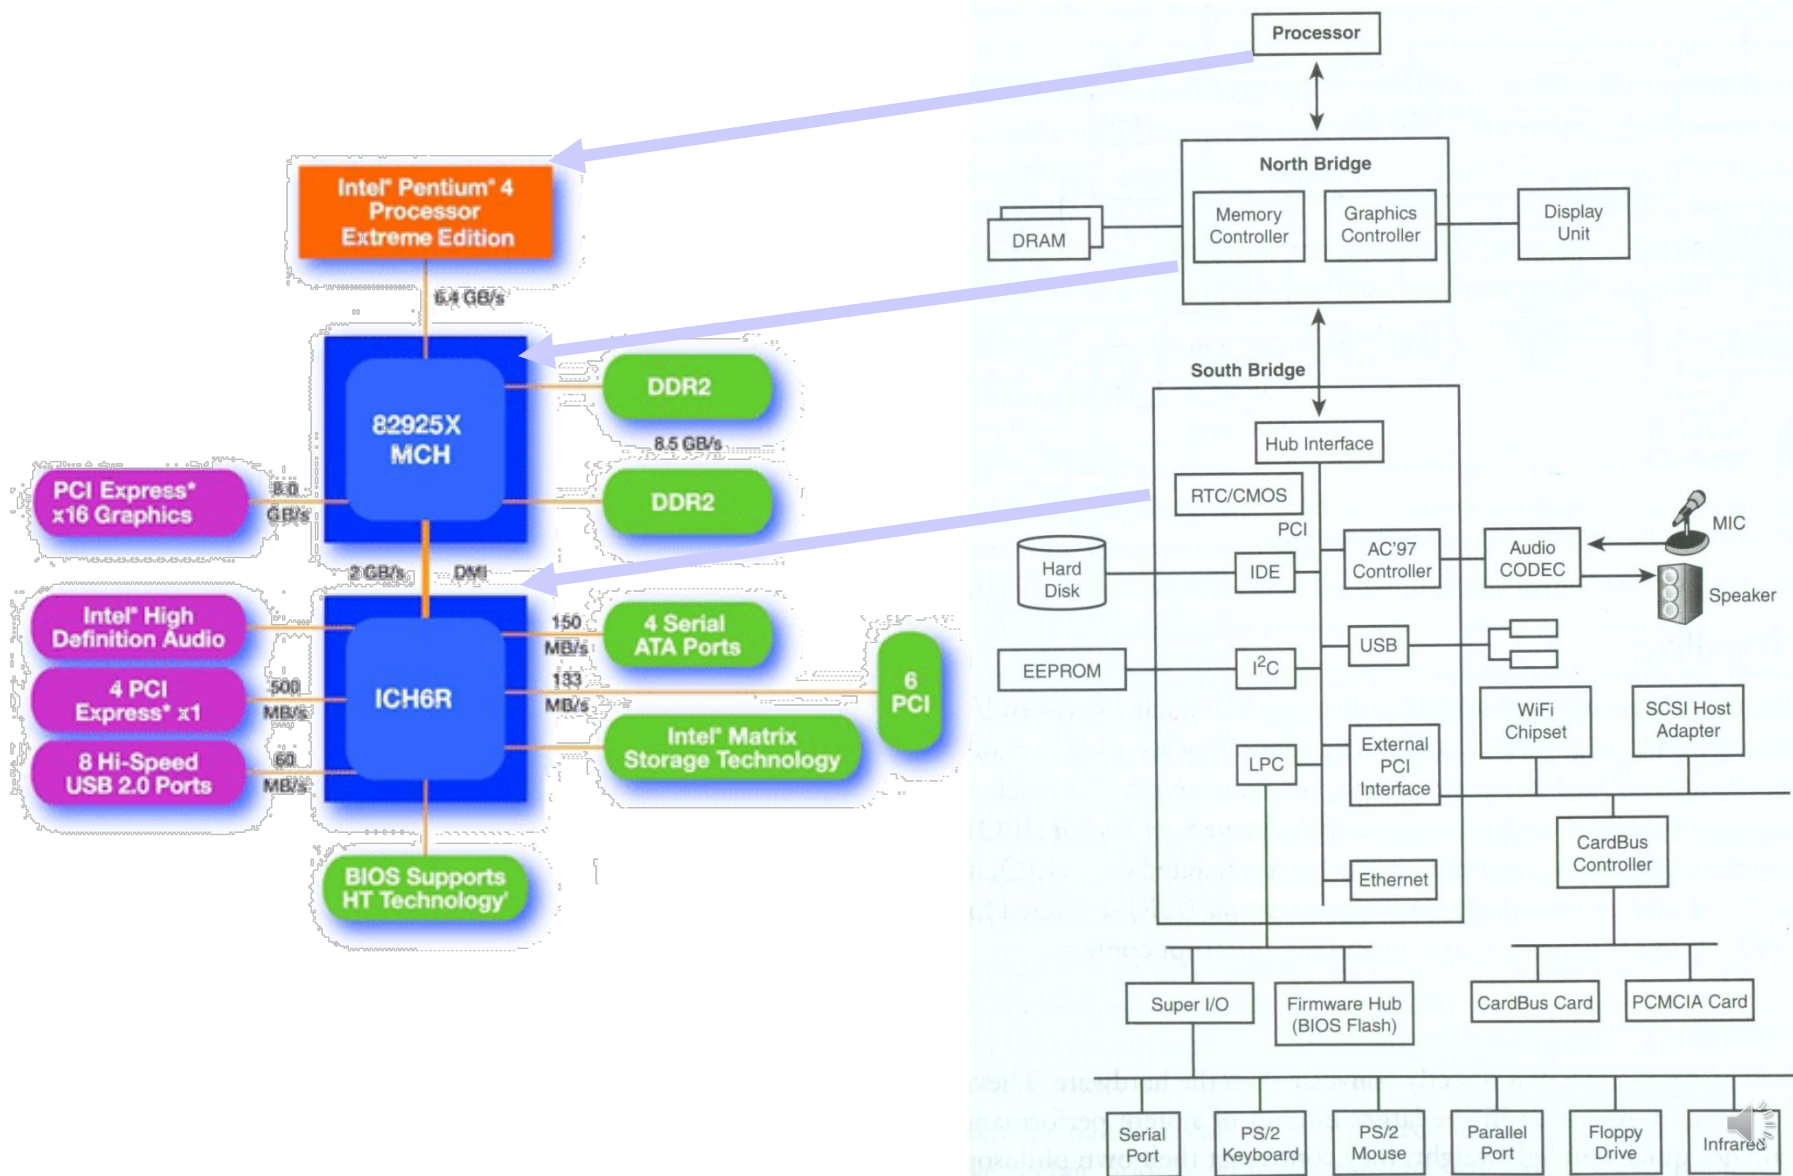 Intel® Pentium® 4
Processor
Extreme Edition
6.4 GB/s
82925X
MCH
DDR2
8.5 GB/s
DDR2
PCI Express*
x16 Graphics
8.0
GB/s
2 GB/s
DMI
Intel® High
Definition Audio
4 PCI
Express* x1
500
MB/s
8 Hi-Speed
USB 2.0 Ports
60
MB/s
ICH6R
150
MB/s
4 Serial
ATA Ports
133
MB/s
6
PCI
Intel® Matrix
Storage Technology
BIOS Supports
HT Technology
Processor
North Bridge
Memory
Controller
Graphics
Controller
DRAM
Display
Unit
South Bridge
Hub Interface
RTC/CMOS
PCI
Hard
Disk
IDE
AC'97
Controller
Audio
CODEC
MIC
Speaker
EEPROM
I²C
USB
WiFi
Chipset
SCSI Host
Adapter
LPC
External
PCI
Interface
CardBus
Controller
Ethernet
Super I/O
Firmware Hub
(BIOS Flash)
CardBus Card
PCMCIA Card
Serial
Port
PS/2
Keyboard
PS/2
Mouse
Parallel
Port
Floppy
Drive
Infrared